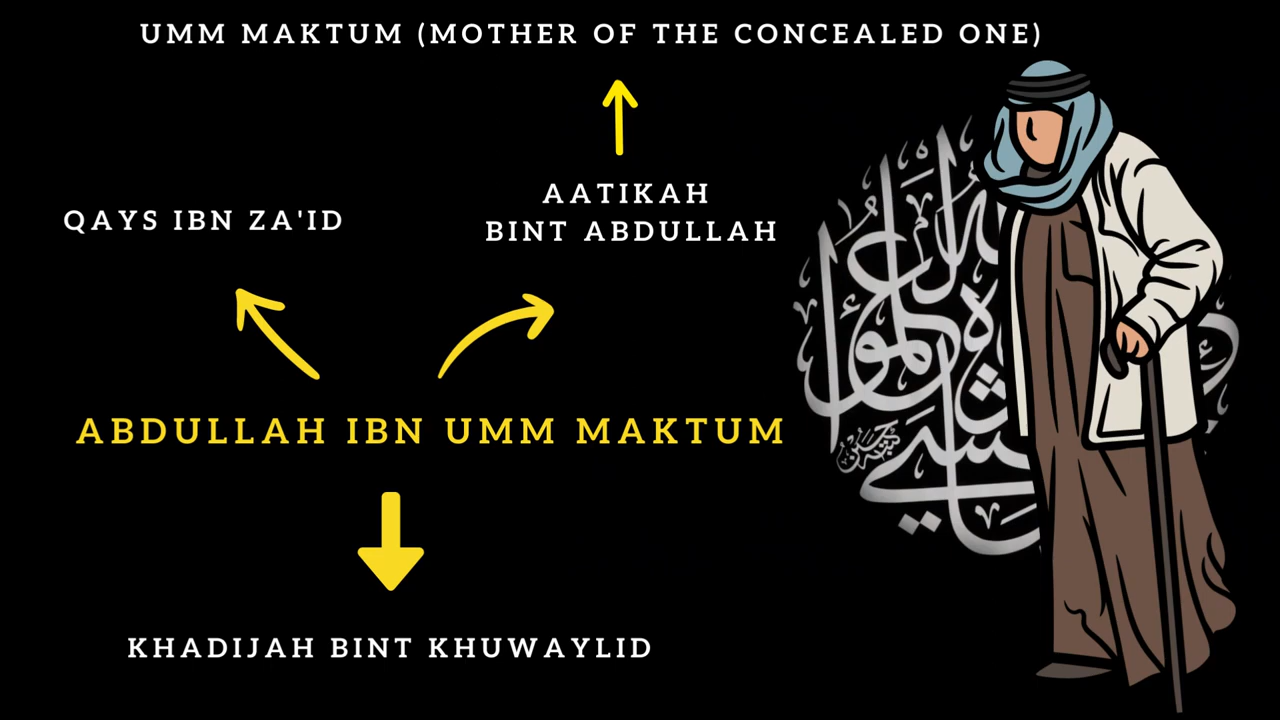 UMM MAKTUM (MOTHER OF THE CONCEALED ONE)
QAYS IBN ZA'ID
AATIKAH
BINT ABDULLAH
ABDULLAH IBN UMM MAKTUM
KHADIJAH BINT KHUWAYLID